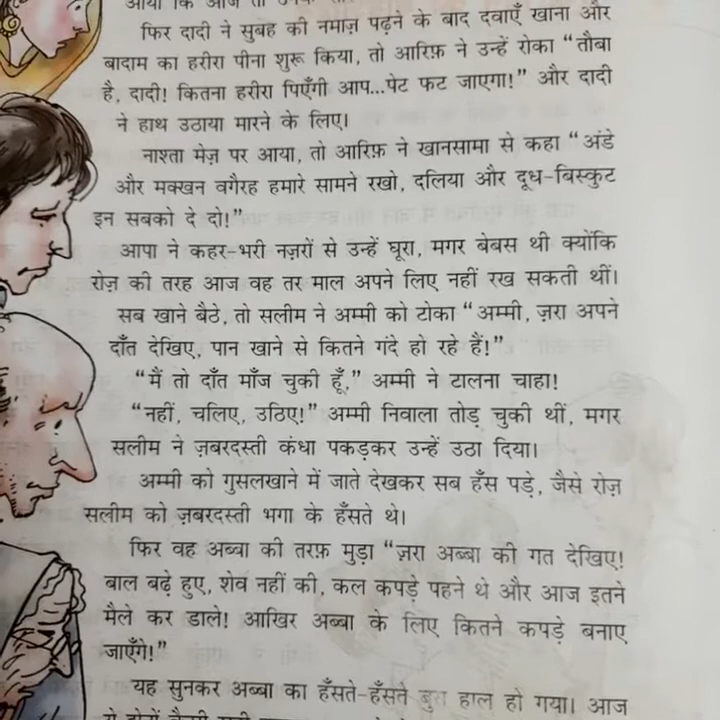 फिर दादी ने सुबह की नमाज़ पढ़ने के बाद दवाएँ खाना और
बादाम का हरीरा पीना शुरू किया, तो आरिफ़ ने उन्हें रोका “तौबा
है, दादी! कितना हरीरा पिएँगी आप...पेट फट जाएगा!” और दादी
ने हाथ उठाया मारने के लिए।
नाश्ता मेज़ पर आया, तो आरिफ़ ने खानसामा से कहा “अंडे
और मक्खन वगैरह हमारे सामने रखो, दलिया और दूध-बिस्कुट
इन सबको दे दो!”
आपा ने कहर-भरी नज़रों से उन्हें घूरा, मगर बेबस थी क्योंकि
रोज़ की तरह आज वह तर माल अपने लिए नहीं रख सकती थीं।
सब खाने बैठे, तो सलीम ने अम्मी को टोका “अम्मी, ज़रा अपने
दाँत देखिए, पान खाने से कितने गंदे हो रहे हैं!”
“मैं तो दाँत माँज चुकी हूँ,” अम्मी ने टालना चाहा!
“नहीं, चलिए, उठिए!” अम्मी निवाला तोड़ चुकी थीं, मगर
सलीम ने ज़बरदस्ती कंधा पकड़कर उन्हें उठा दिया।
अम्मी को गुसलखाने में जाते देखकर सब हँस पड़े, जैसे रोज़
सलीम को ज़बरदस्ती भगा के हँसते थे।
फिर वह अब्बा की तरफ़ मुड़ा “ज़रा अब्बा की गत देखिए!
बाल बढ़े हुए, शेव नहीं की, कल कपड़े पहने थे और आज इतने
मैले कर डाले! आखिर अब्बा के लिए कितने कपड़े बनाए
जाएँगे!”
यह सुनकर अब्बा का हँसते-हँसते बुरा हाल हो गया। आज